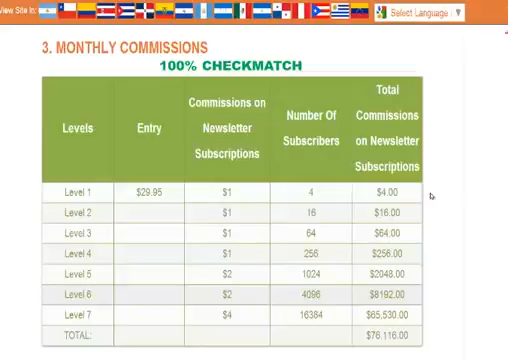 View Site In:
Select Language
3. MONTHLY COMMISSIONS
100% CHECKMATCH
Levels Entry Commissions on Newsletter Subscriptions Number Of Subscribers Total Commissions on Newsletter Subscriptions
Level 1 $29.95 $1 4 $4.00
Level 2 $1 16 $16.00
Level 3 $1 64 $64.00
Level 4 $1 256 $256.00
Level 5 $2 1024 $2048.00
Level 6 $2 4096 $8192.00
Level 7 $4 16384 $65,530.00
TOTAL: $76,116.00